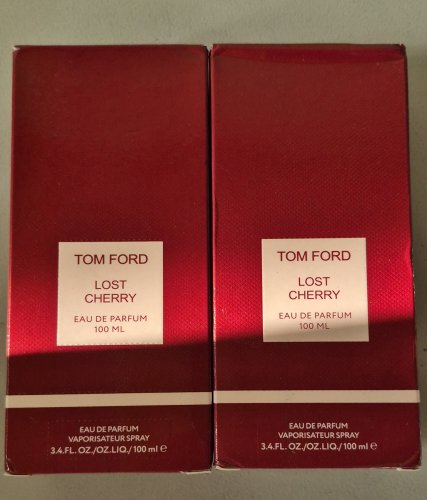 TOM FORD
LOST
CHERRY
EAU DE PARFUM
100 ML
EAU DE PARFUM
VAPORISATEUR SPRAY
3.4.FL. OZ./OZ.LIQ./100 ml e
TOM FORD
LOST
CHERRY
EAU DE PARFUM
100 ML
EAU DE PARFUM
VAPORISATEUR SPRAY
3.4.FL. OZ./OZ.LIQ./100 ml e